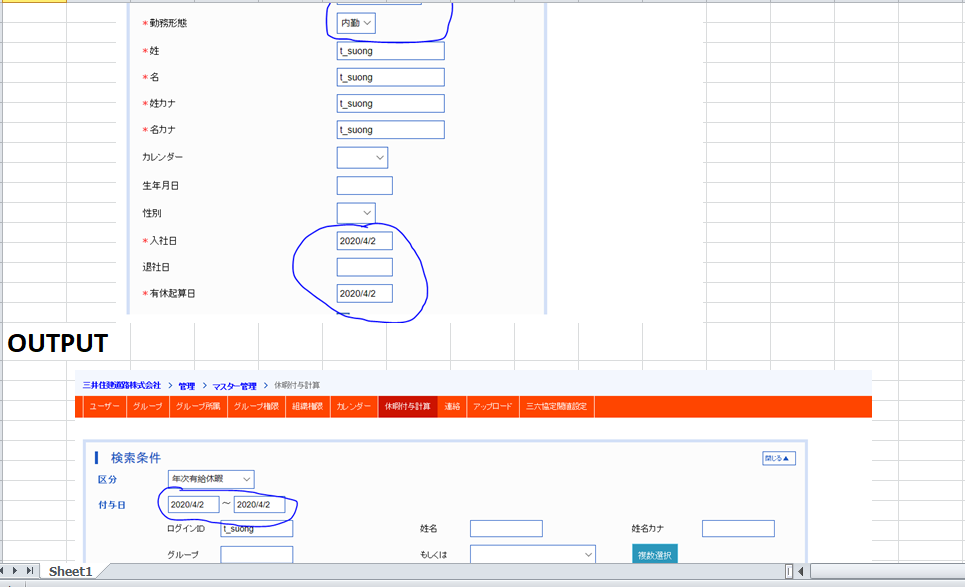 *勤務形態 内勤
*姓 t_suong
*名 t_suong
*姓カナ t_suong
*名カナ t_suong
カレンダー
生年月日
性別
*入社日 2020/4/2
退社日
*有休起算日 2020/4/2
OUTPUT
三井住建道路株式会社 > 管理 > マスター管理 > 休暇付与計算
ユーザー グループ グループ所属 グループ権限 組織権限 カレンダー 休暇付与計算 連絡 アップロード 三六協定閾値設定
検索条件 閉じる▲
区分 年次有給休暇
付与日 2020/4/2 ～ 2020/4/2
ログインID t_suong 姓名 姓名カナ
グループ もしくは 複数選択
Sheet1